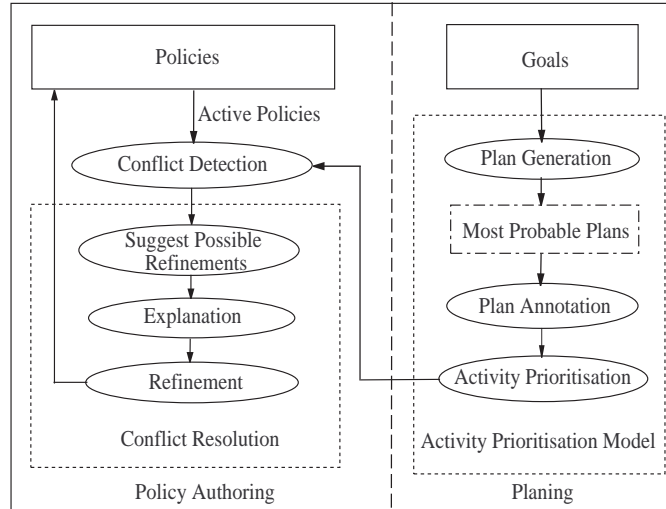 Policies
Active Policies
Conflict Detection
Suggest Possible
Refinements
Explanation
Refinement
Conflict Resolution
Policy Authoring
Goals
Plan Generation
Most Probable Plans
Plan Annotation
Activity Prioritisation
Activity Prioritisation Model
Planing